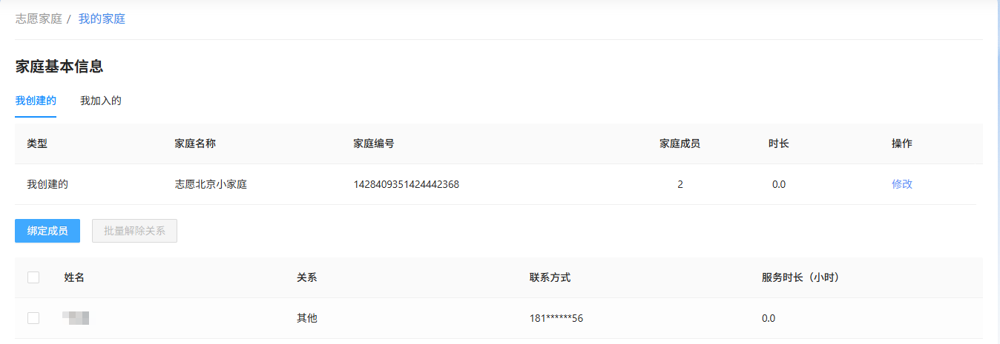 志愿家庭 / 我的家庭
家庭基本信息
我创建的 我加入的
类型 家庭名称 家庭编号 家庭成员 时长 操作
我创建的 志愿北京小家庭 1428409351424442368 2 0.0 修改
绑定成员 批量解除关系
姓名 关系 联系方式 服务时长（小时）
其他 181******56 0.0